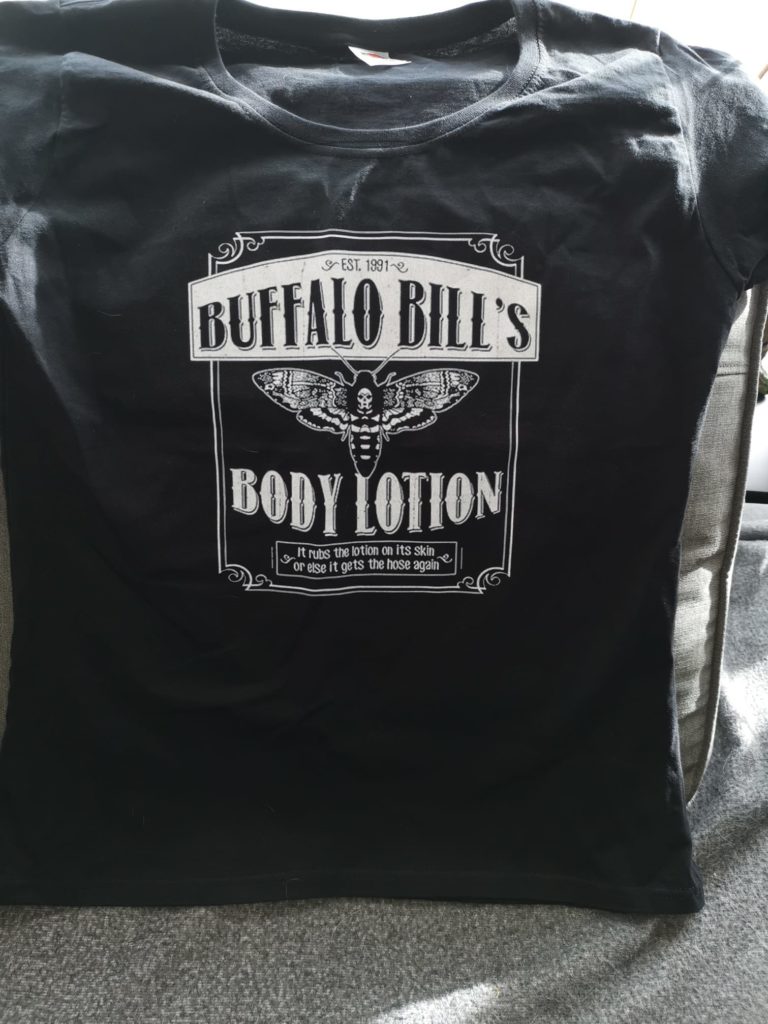 EST. 1991
BUFFALO BILL'S
BODY LOTION
It rubs the lotion on its skin
or else it gets the hose again